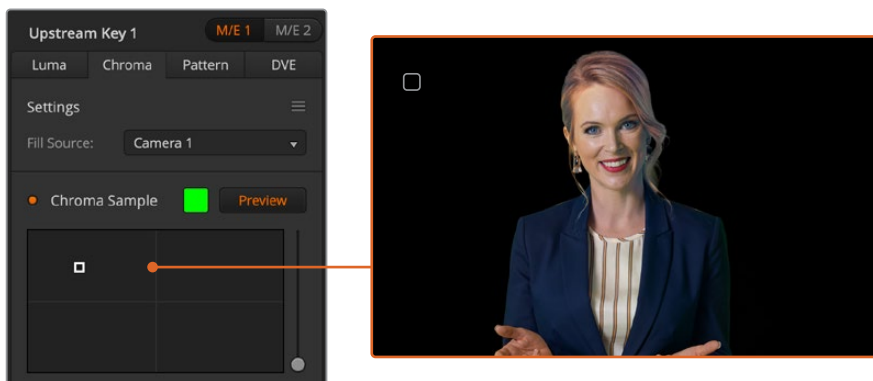 Upstream Key 1
M/E 1 M/E 2
Luma Chroma Pattern DVE
Settings
Fill Source: Camera 1
Chroma Sample Preview